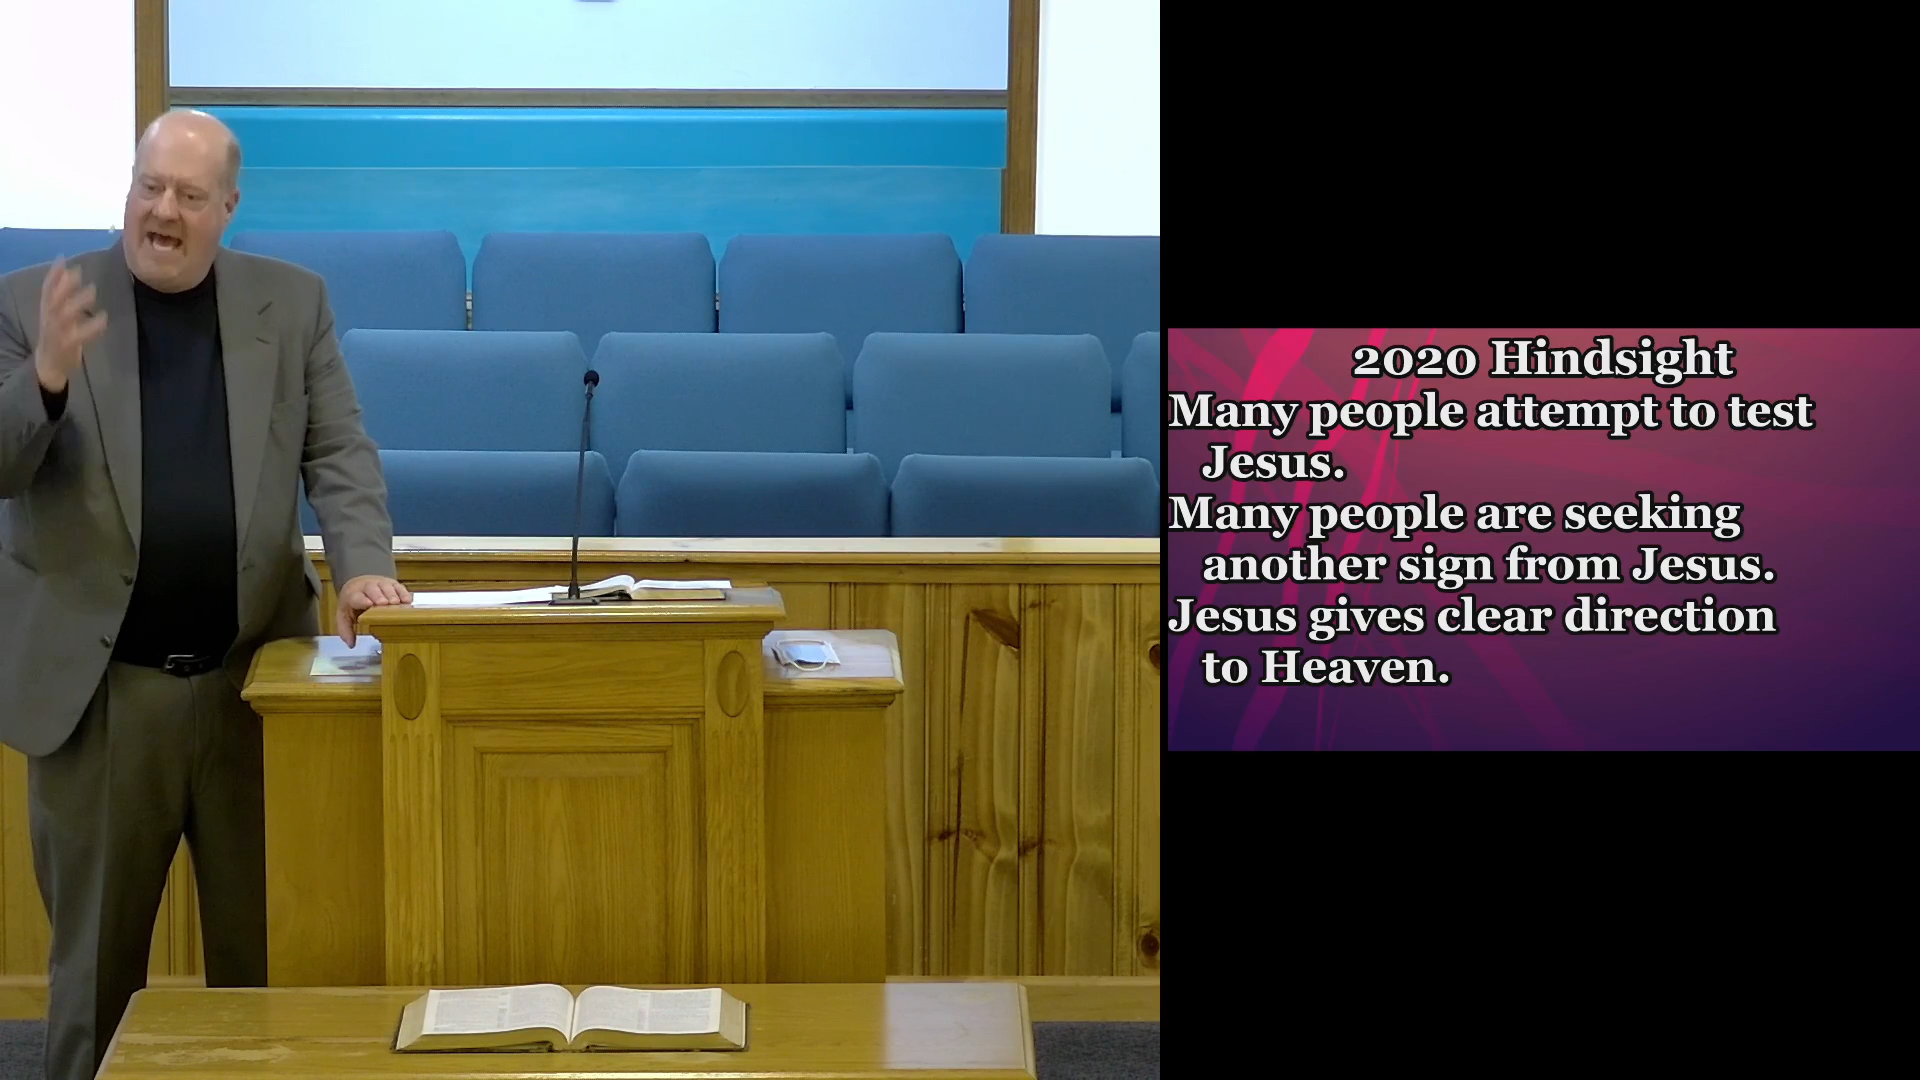 2020 Hindsight
Many people attempt to test
Jesus.
Many people are seeking
another sign from Jesus.
Jesus gives clear direction
to Heaven.